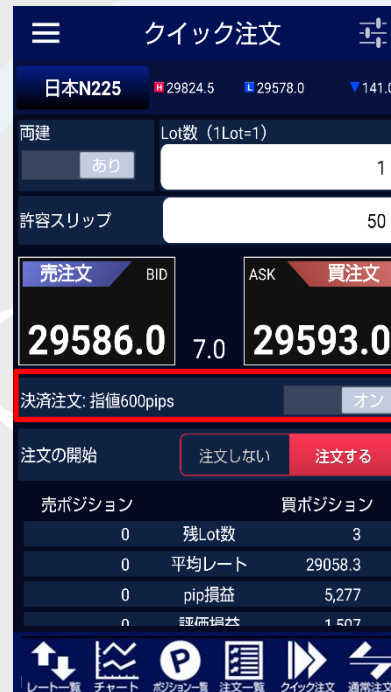 クイック注文
日本N225 H 29824.5 L 29578.0 ▼141.0
両建 Lot数（1Lot=1）
あり 1
許容スリップ 50
売注文 BID ASK 買注文
29586.0 7.0 29593.0
決済注文: 指値600pips オン
注文の開始 注文しない 注文する
売ポジション 買ポジション
0 残Lot数 3
0 平均レート 29058.3
0 pip損益 5,277
0 評価損益 1,507
レート一覧 チャート ポジション一覧 注文一覧 クイック注文 通常注文